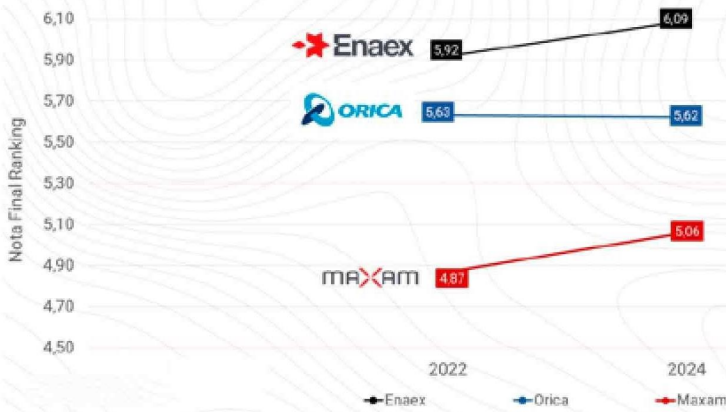 Nota Final Ranking
6,10
5,90
5,70
5,50
5,30
5,10
4,90
4,70
4,50
Enaex
5,92
6,09
ORICA
5,63
5,62
MAXAM
4,87
5,06
2022
2024
Enaex
Orica
Maxam